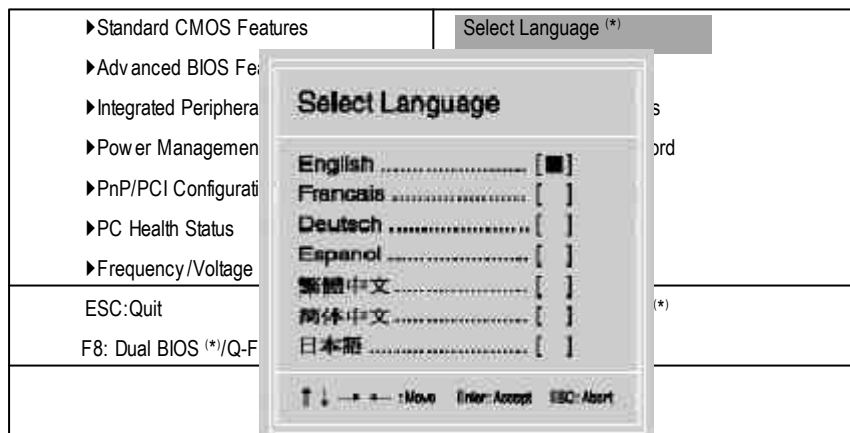 ▶Standard CMOS Features
Select Language (*)
▶Advanced BIOS Fea
▶Integrated Periphera
s
▶Power Managemen
ord
▶PnP/PCI Configurati
▶PC Health Status
▶Frequency/Voltage
ESC:Quit
(*)
F8: Dual BIOS (*)/Q-F
Select Language
English ........................ [■]
Francais ...................... [ ]
Deutsch ....................... [ ]
Espanol ........................ [ ]
繁體中文 ....................... [ ]
简体中文 ....................... [ ]
日本語 .......................... [ ]
↑ ↓ → ← :Move Enter:Accept ESC:Abort